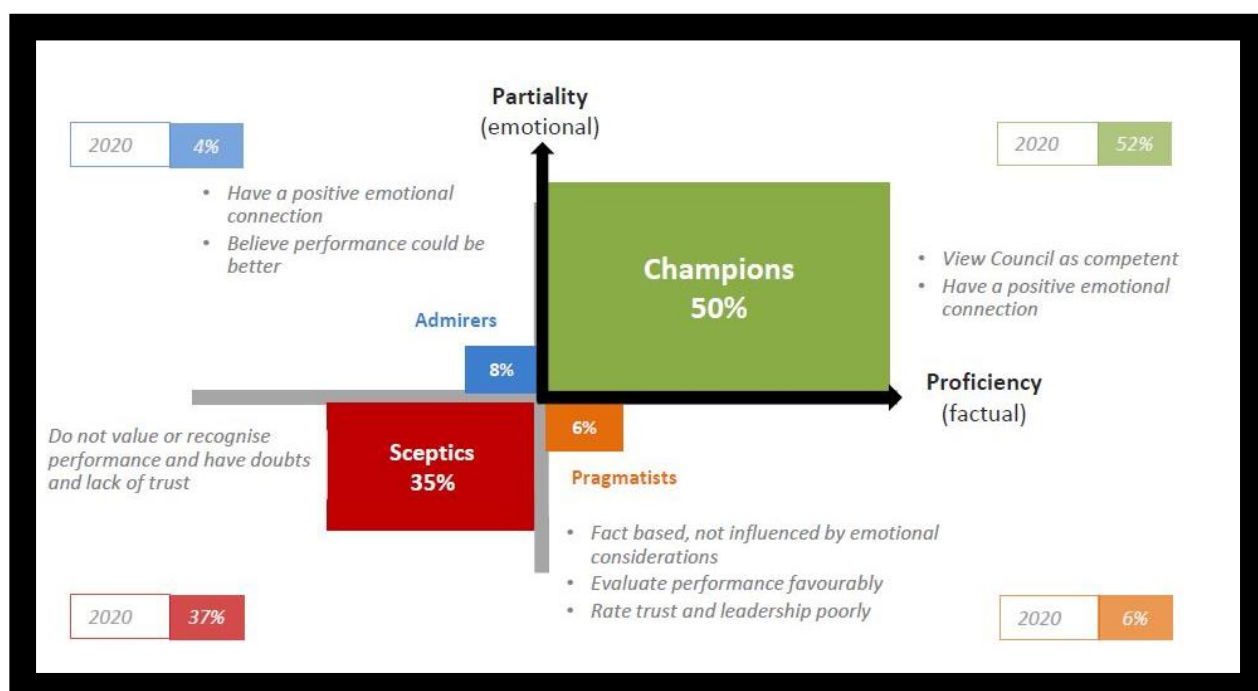 Partiality
(emotional)
2020 4%
2020 52%
• Have a positive emotional
connection
• Believe performance could be
better
Champions
50%
• View Council as competent
• Have a positive emotional
connection
Admirers
8%
Proficiency
(factual)
Do not value or recognise
performance and have doubts
and lack of trust
Sceptics
35%
6%
Pragmatists
• Fact based, not influenced by emotional
considerations
• Evaluate performance favourably
• Rate trust and leadership poorly
2020 37%
2020 6%